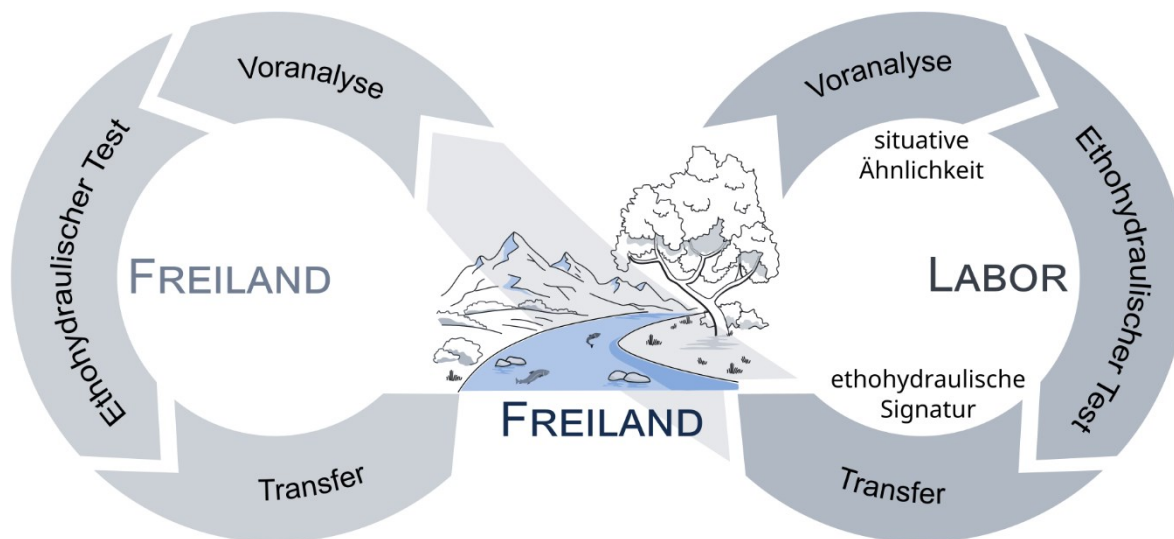 Voranalyse
Ethohydraulischer Test
FREILAND
Transfer
FREILAND
Voranalyse
situative
Ähnlichkeit
Ethohydraulischer Test
LABOR
ethohydraulische
Signatur
Transfer